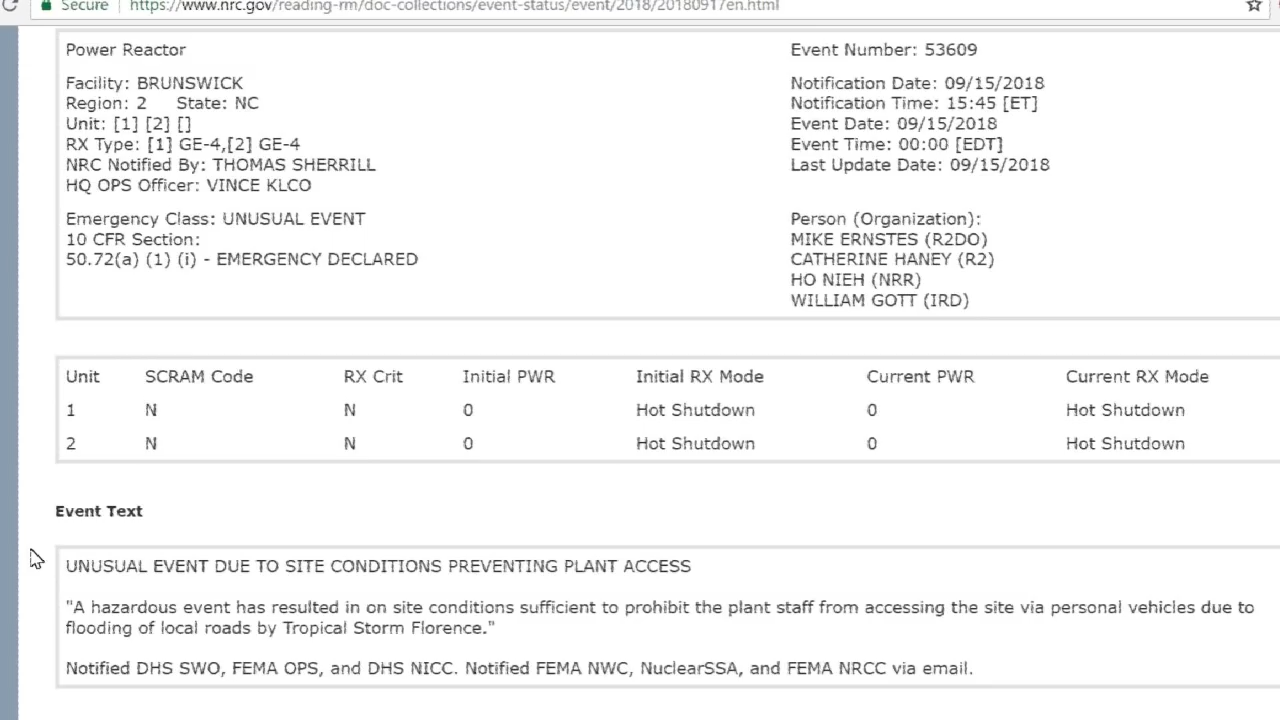 Secure https://www.nrc.gov/reading-rm/doc-collections/event-status/event/2018/20180917en.html
Power Reactor
Event Number: 53609
Facility: BRUNSWICK
Notification Date: 09/15/2018
Region: 2 State: NC
Notification Time: 15:45 [ET]
Unit: [1] [2] []
Event Date: 09/15/2018
RX Type: [1] GE-4,[2] GE-4
Event Time: 00:00 [EDT]
NRC Notified By: THOMAS SHERRILL
Last Update Date: 09/15/2018
HQ OPS Officer: VINCE KLCO
Emergency Class: UNUSUAL EVENT
Person (Organization):
10 CFR Section:
MIKE ERNSTES (R2DO)
50.72(a) (1) (i) - EMERGENCY DECLARED
CATHERINE HANEY (R2)
HO NIEH (NRR)
WILLIAM GOTT (IRD)
Unit SCRAM Code RX Crit Initial PWR Initial RX Mode Current PWR Current RX Mode
1 N N 0 Hot Shutdown 0 Hot Shutdown
2 N N 0 Hot Shutdown 0 Hot Shutdown
Event Text
UNUSUAL EVENT DUE TO SITE CONDITIONS PREVENTING PLANT ACCESS
"A hazardous event has resulted in on site conditions sufficient to prohibit the plant staff from accessing the site via personal vehicles due to
flooding of local roads by Tropical Storm Florence."
Notified DHS SWO, FEMA OPS, and DHS NICC. Notified FEMA NWC, NuclearSSA, and FEMA NRCC via email.